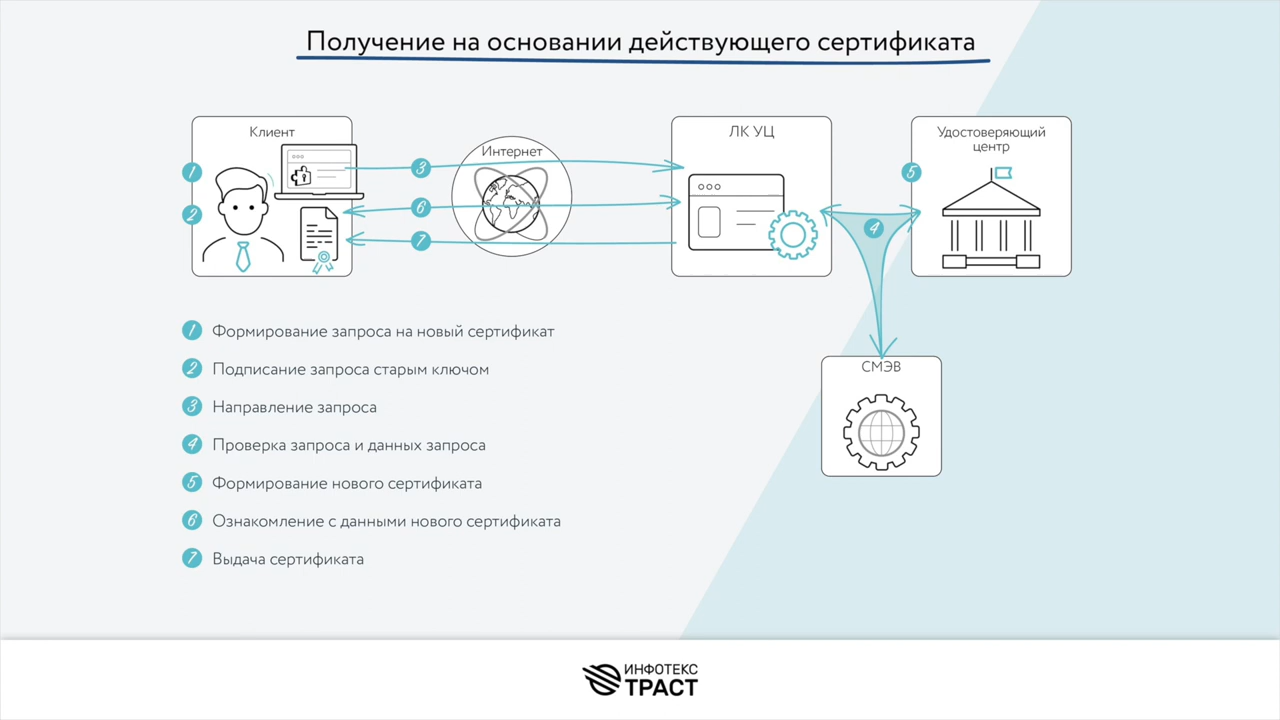 Получение на основании действующего сертификата
Клиент
Интернет
ЛК УЦ
Удостоверяющий
центр
1
2
3
6
7
4
5
СМЭВ
1 Формирование запроса на новый сертификат
2 Подписание запроса старым ключом
3 Направление запроса
4 Проверка запроса и данных запроса
5 Формирование нового сертификата
6 Ознакомление с данными нового сертификата
7 Выдача сертификата
ИНФОТЕКС
ТРАСТ